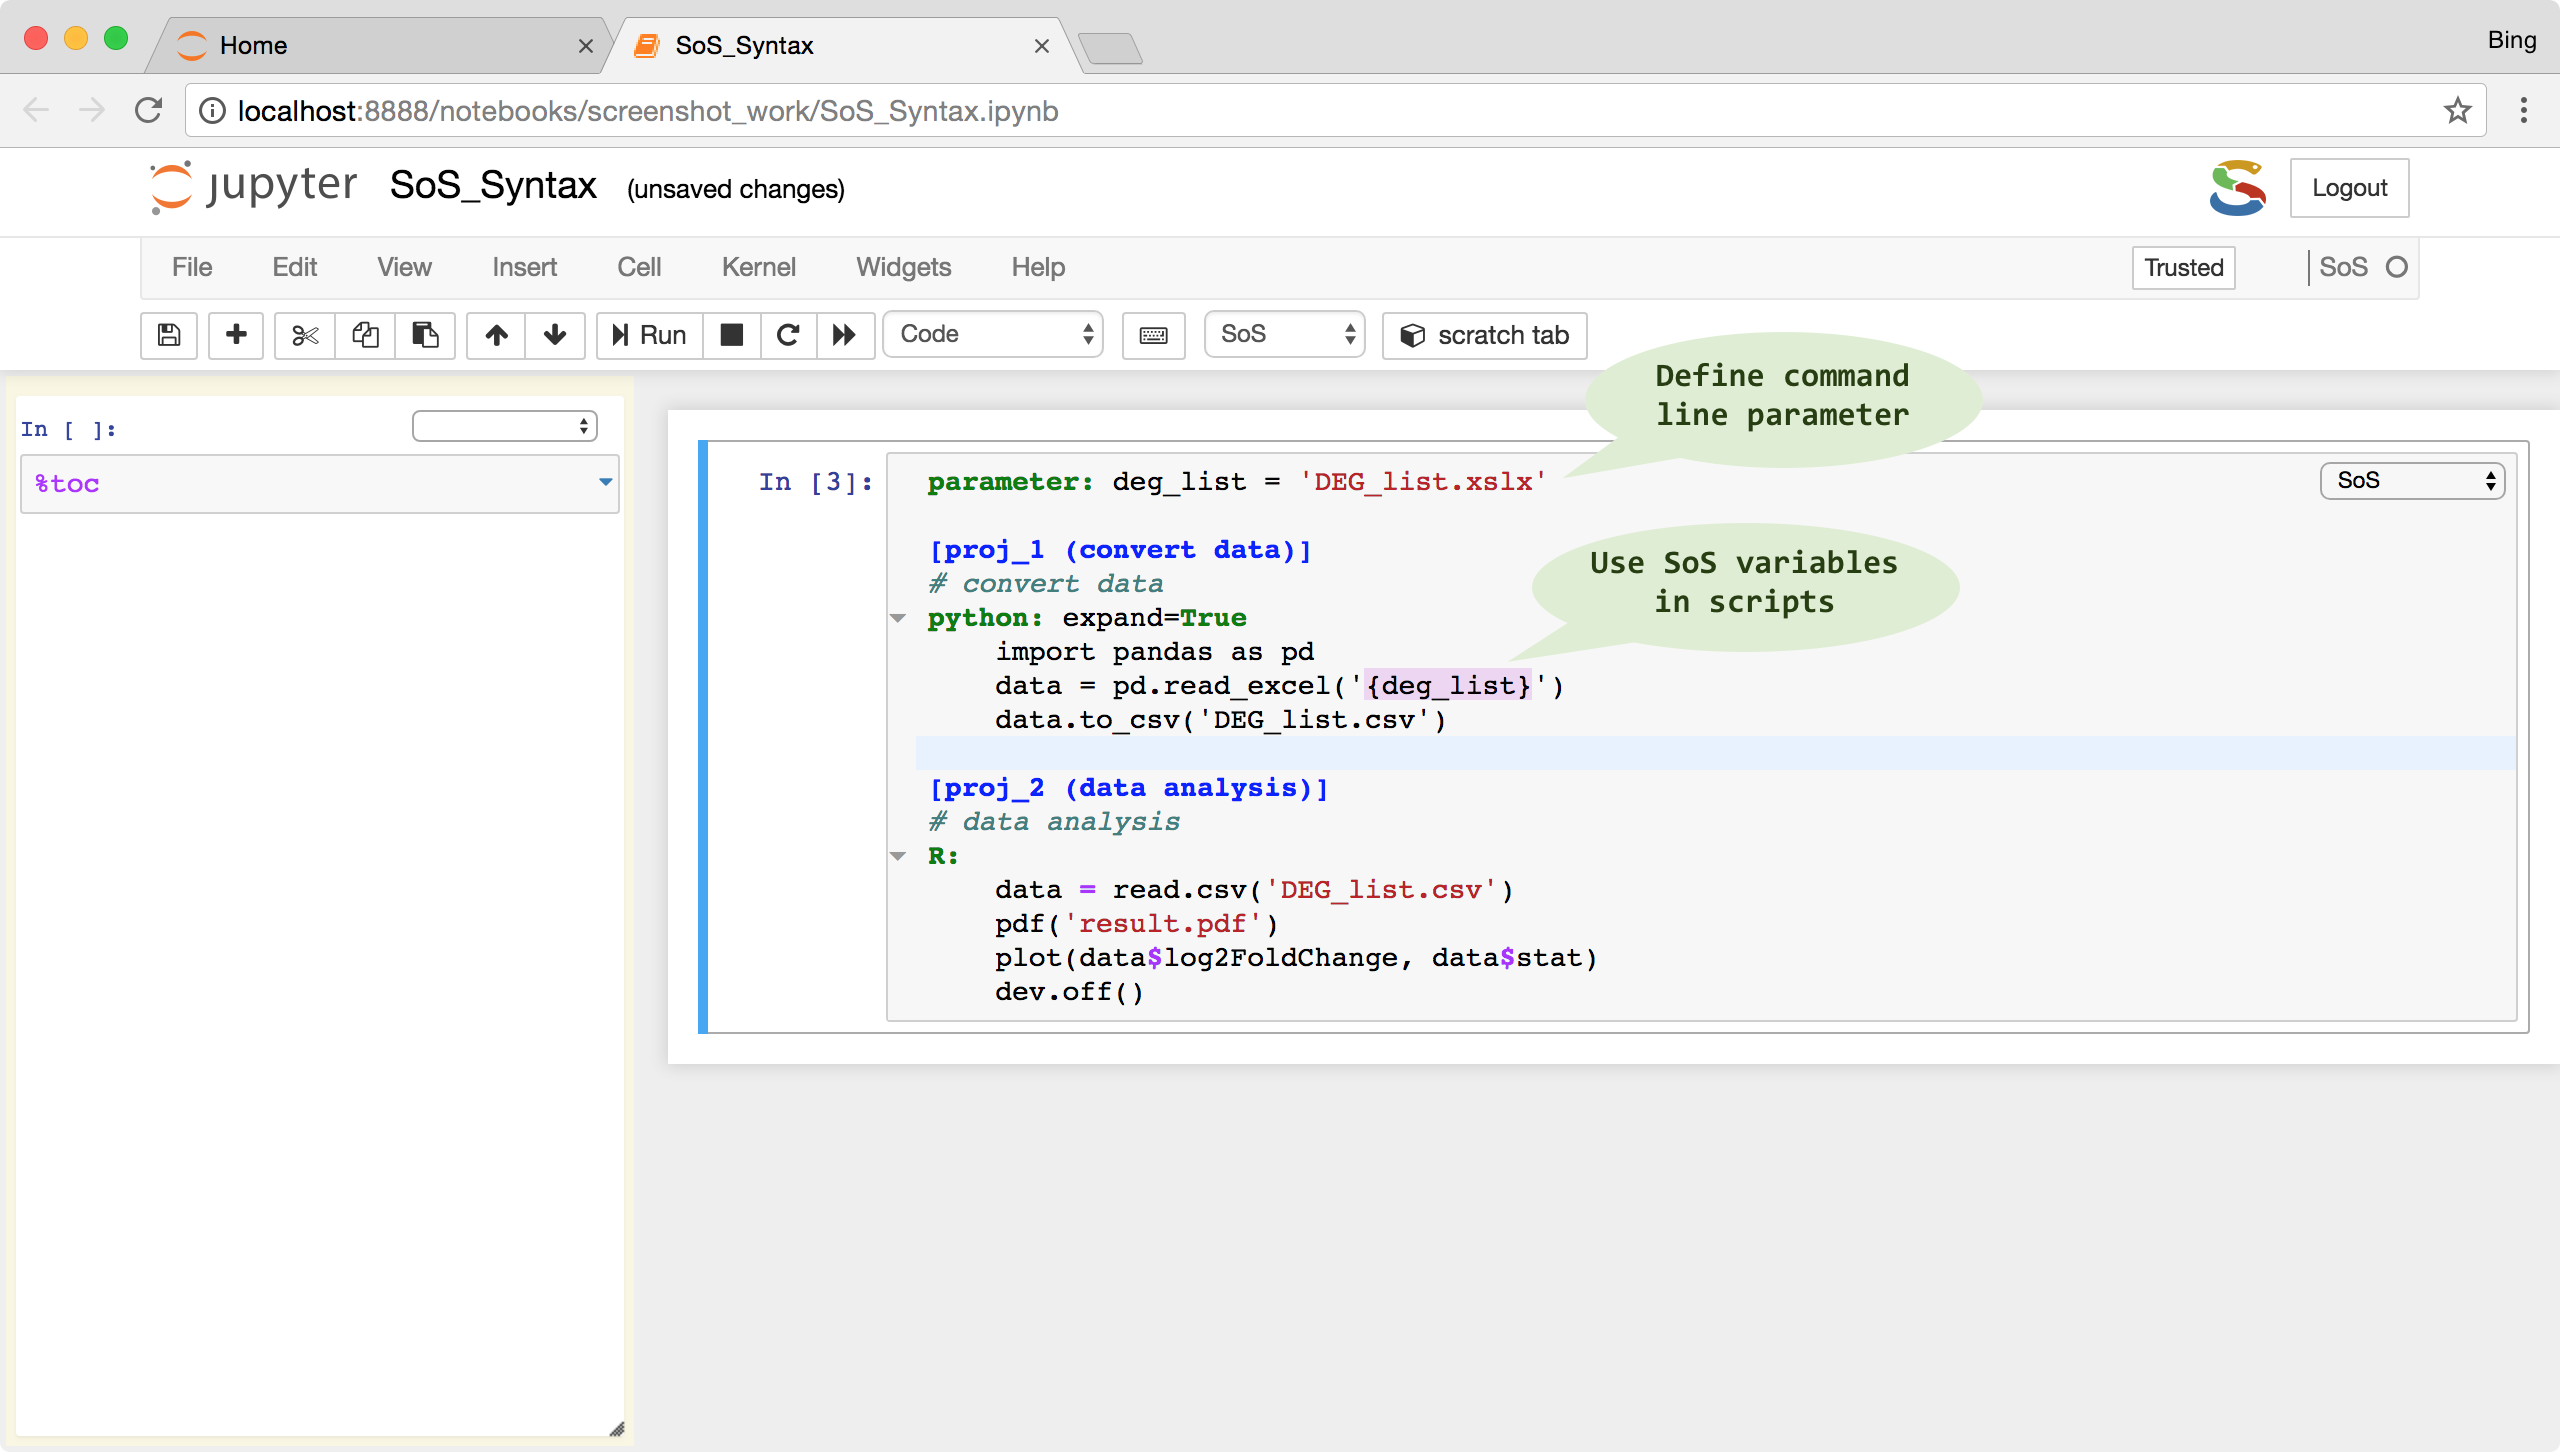 Home
SoS_Syntax
Bing
localhost:8888/notebooks/screenshot_work/SoS_Syntax.ipynb
jupyter SoS_Syntax (unsaved changes)
Logout
File Edit View Insert Cell Kernel Widgets Help
Trusted
SoS
Run
Code
SoS
scratch tab
In [ ]:
%toc
Define command
line parameter
In [3]:
parameter: deg_list = 'DEG_list.xslx'
SoS
[proj_1 (convert data)]
# convert data
Use SoS variables
in scripts
python: expand=True
import pandas as pd
data = pd.read_excel('{deg_list}')
data.to_csv('DEG_list.csv')
[proj_2 (data analysis)]
# data analysis
R:
data = read.csv('DEG_list.csv')
pdf('result.pdf')
plot(data$log2FoldChange, data$stat)
dev.off()